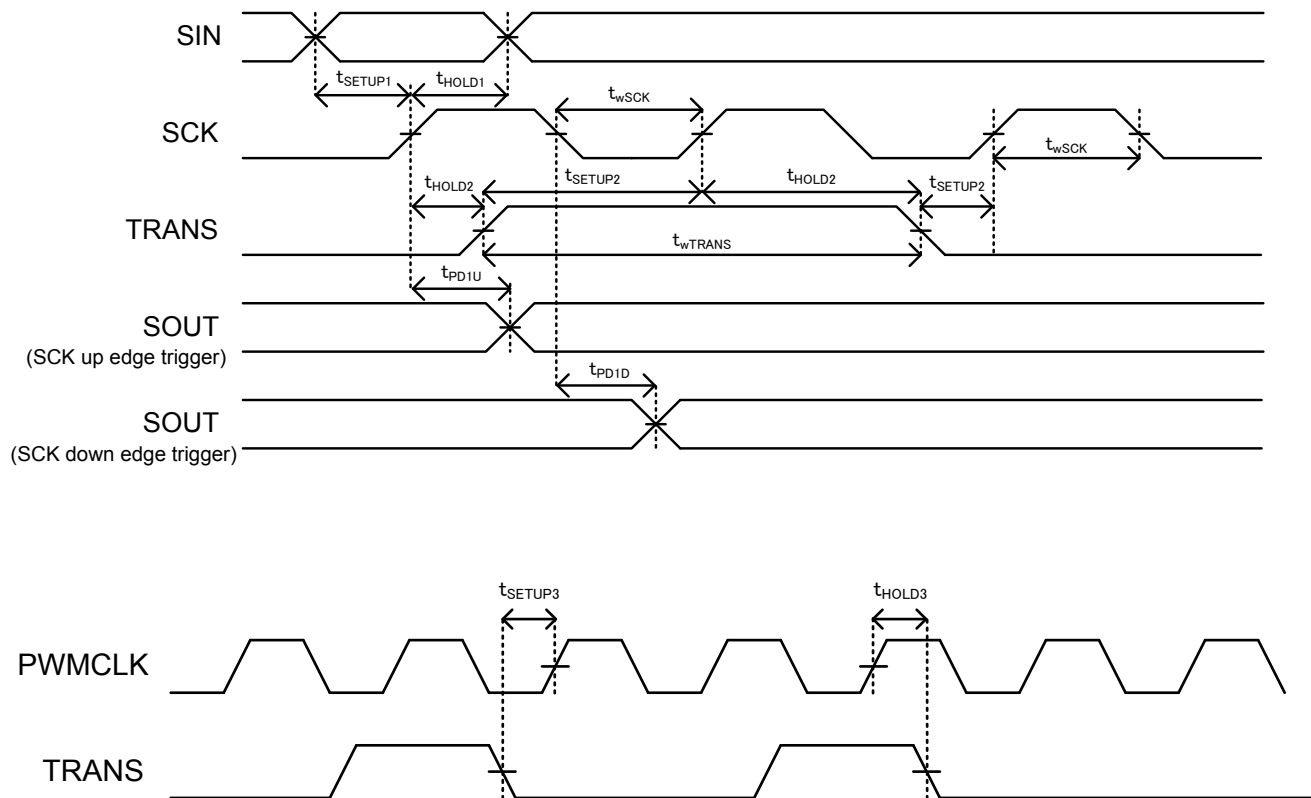 SIN
tSETUP1
tHOLD1
twSCK
SCK
twSCK
tHOLD2
tSETUP2
tHOLD2
tSETUP2
TRANS
twTRANS
tPD1U
SOUT
(SCK up edge trigger)
tPD1D
SOUT
(SCK down edge trigger)
tSETUP3
tHOLD3
PWMCLK
TRANS